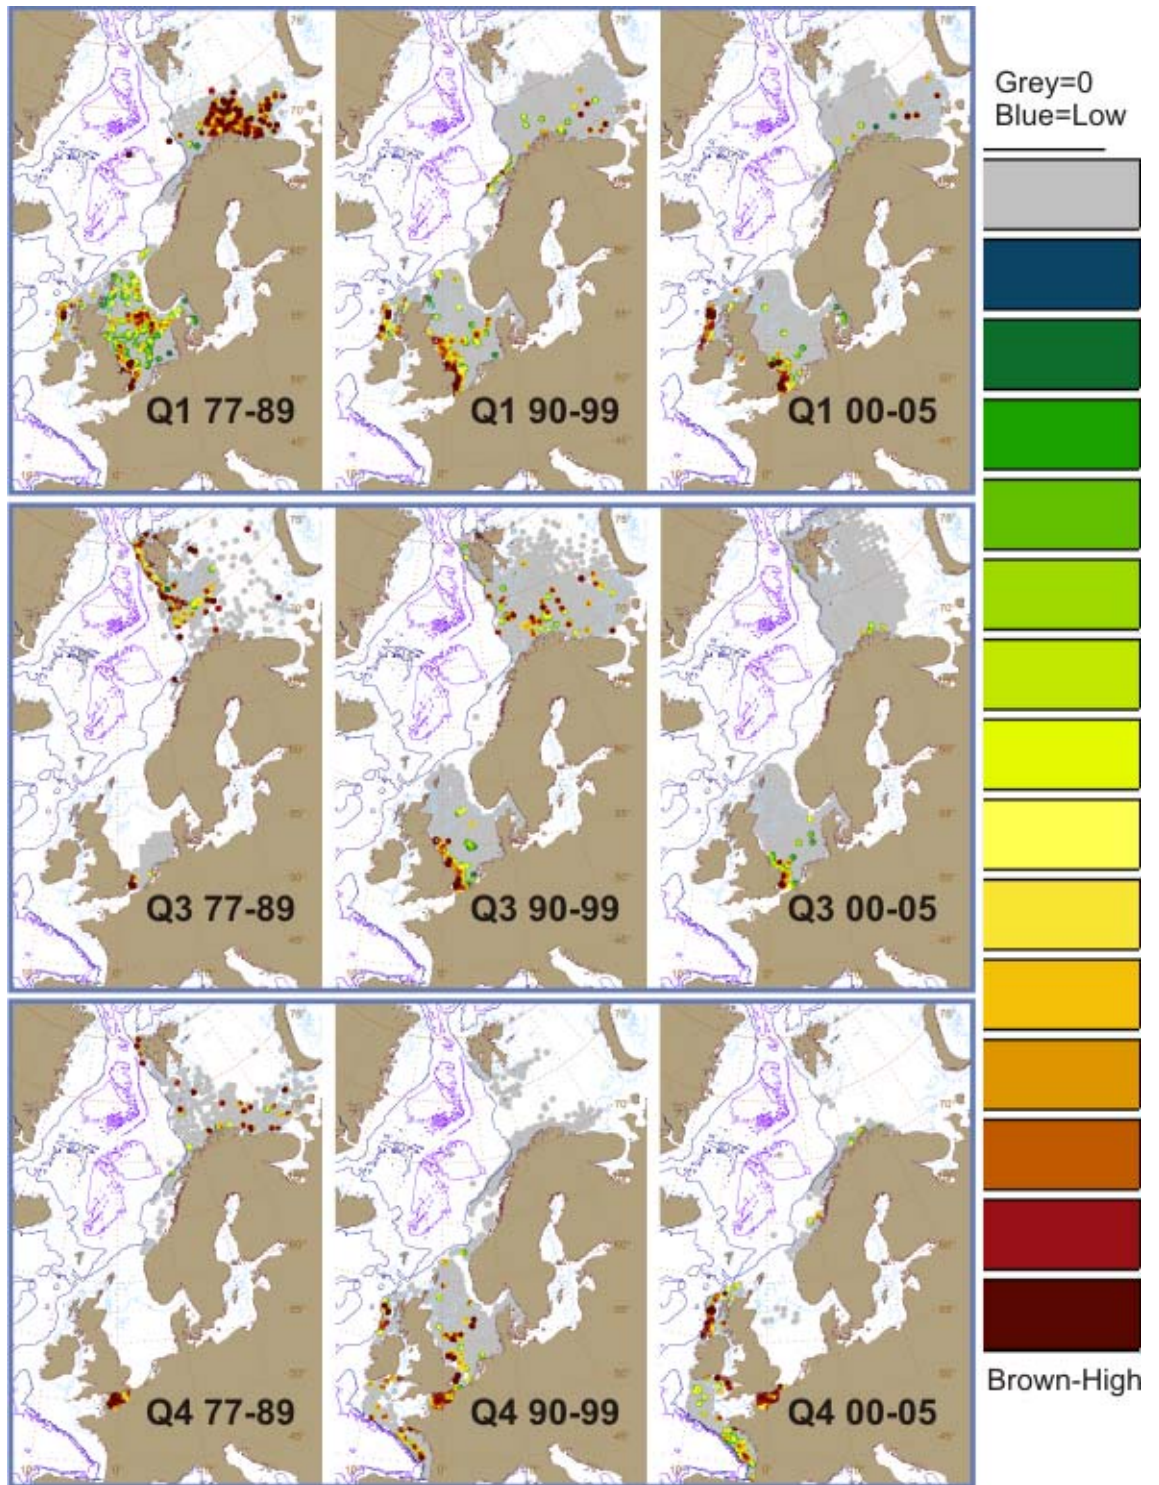 Grey=0
Blue=Low
Q1 77-89
Q1 90-99
Q1 00-05
Q3 77-89
Q3 90-99
Q3 00-05
Q4 77-89
Q4 90-99
Q4 00-05
Brown-High